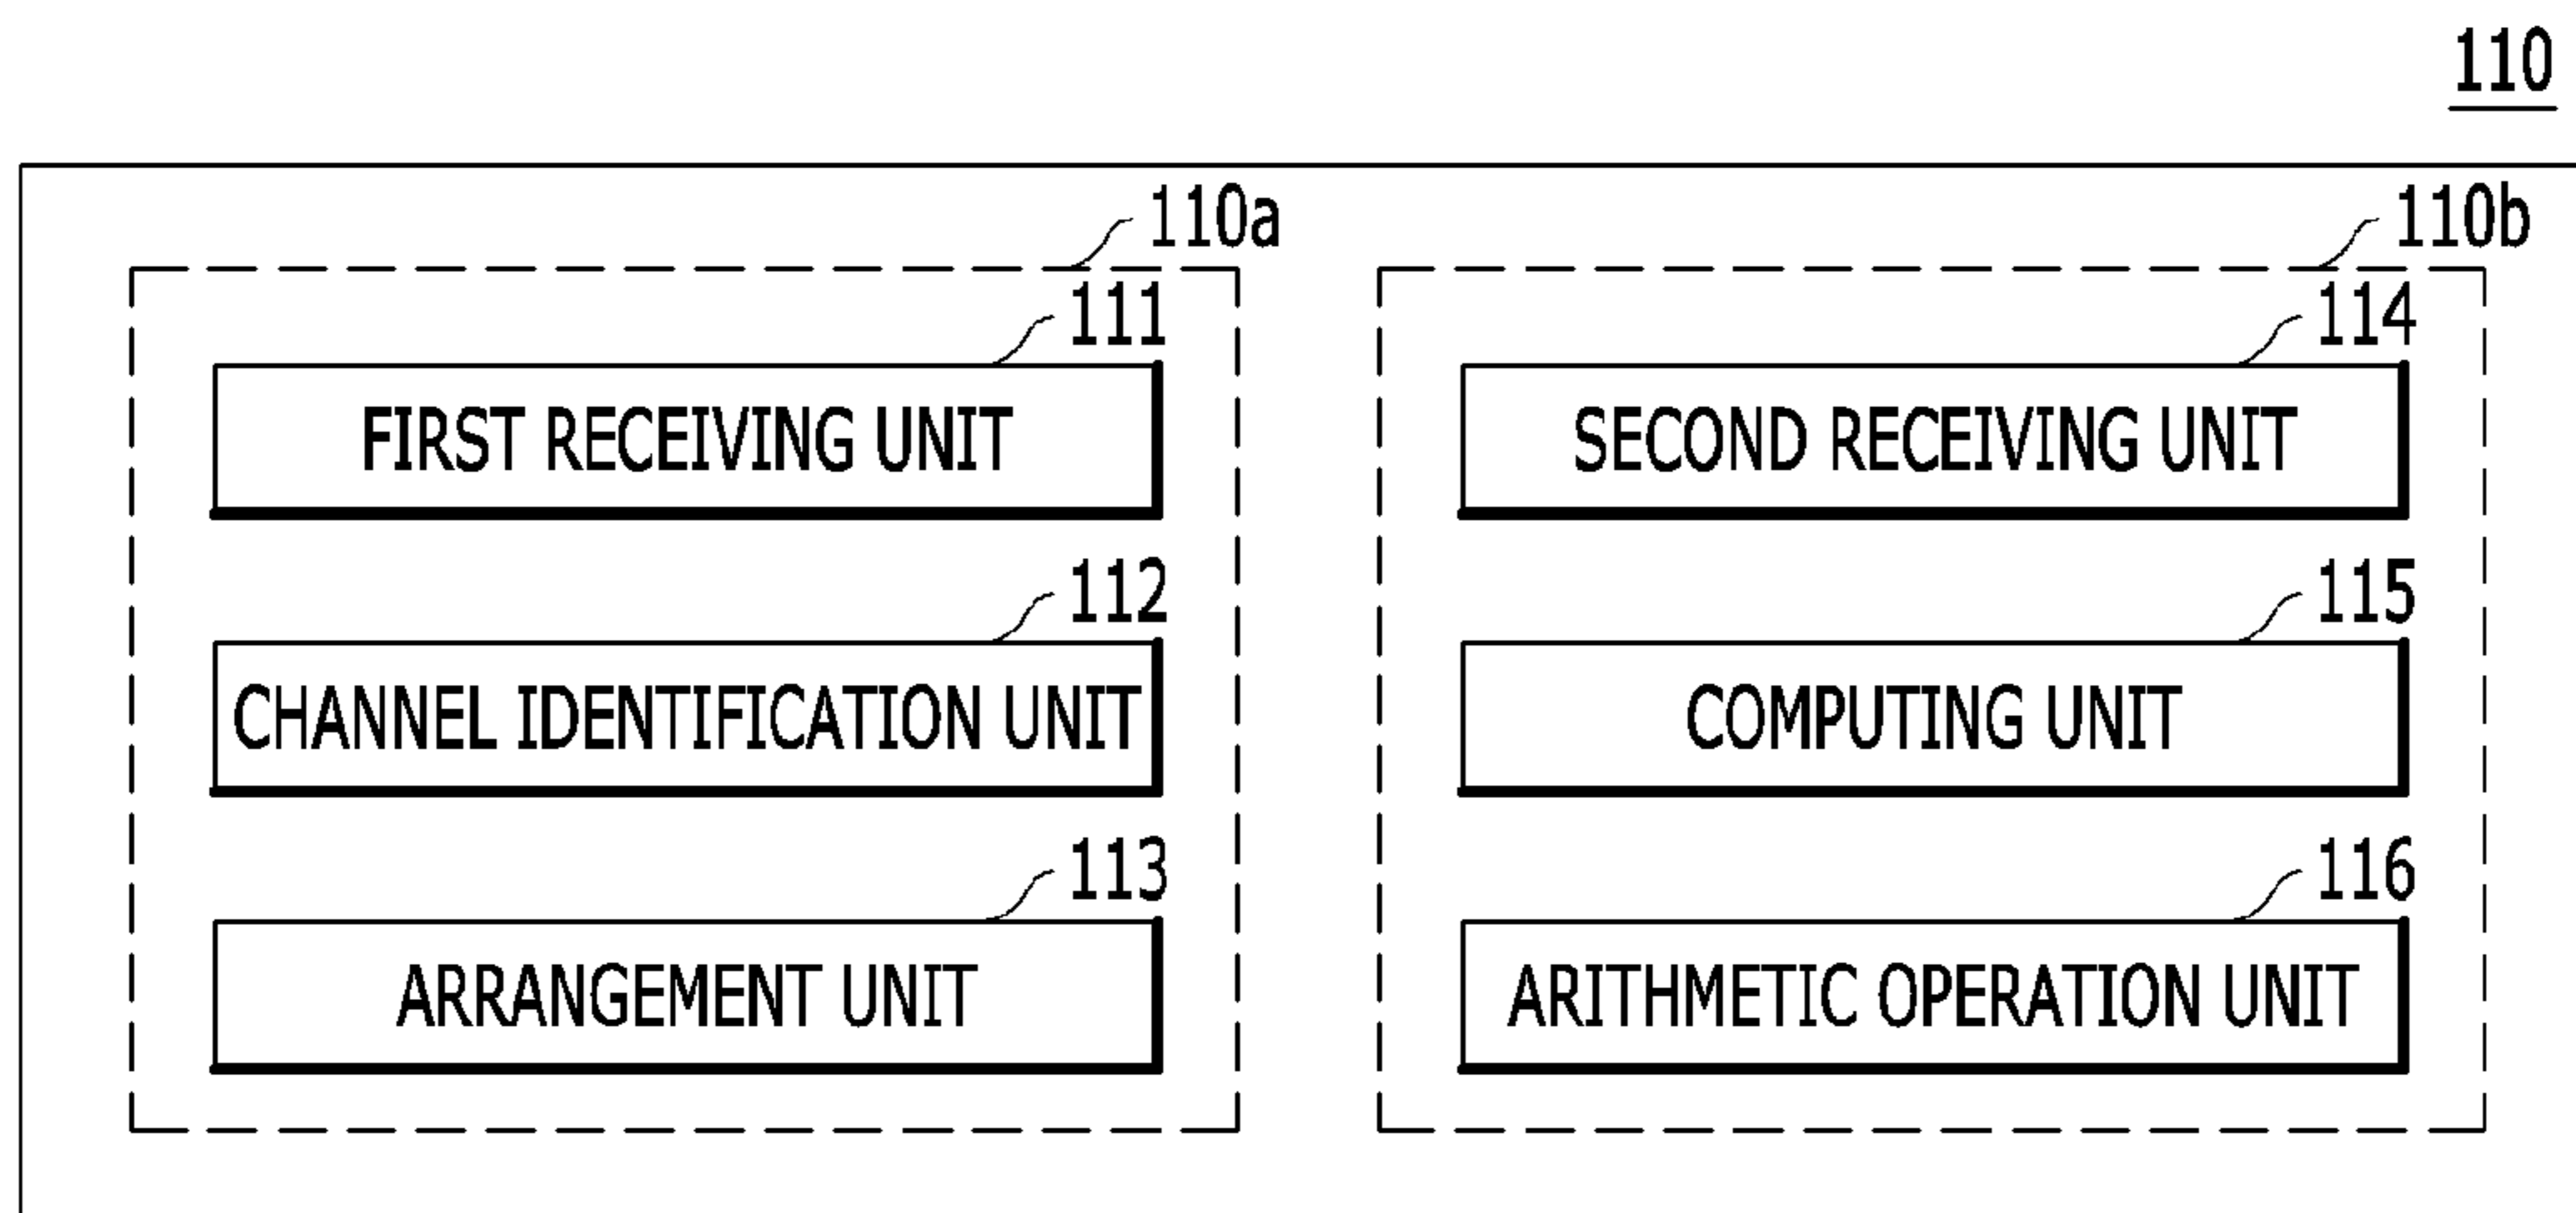 110
110a
111
FIRST RECEIVING UNIT
112
CHANNEL IDENTIFICATION UNIT
113
ARRANGEMENT UNIT
110b
114
SECOND RECEIVING UNIT
115
COMPUTING UNIT
116
ARITHMETIC OPERATION UNIT